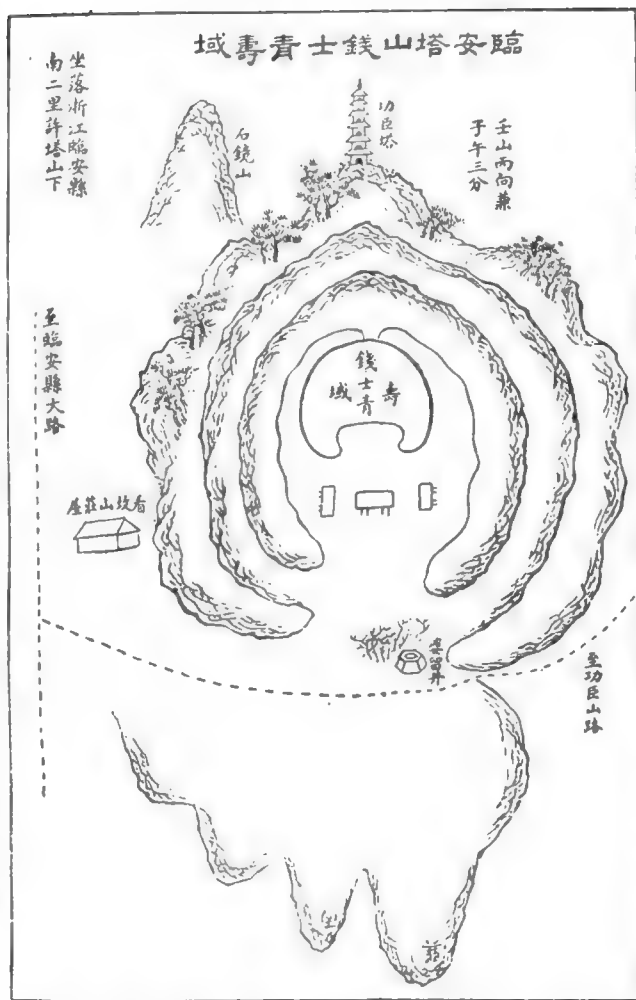 臨安塔山錢士青壽域
壬山丙向兼
子午三分
功臣塔
石鏡山
坐落浙江臨安縣
南二里許塔山下
錢士青
壽域
至臨安縣大路
看坟山莊屋
婆留井
至功臣山路